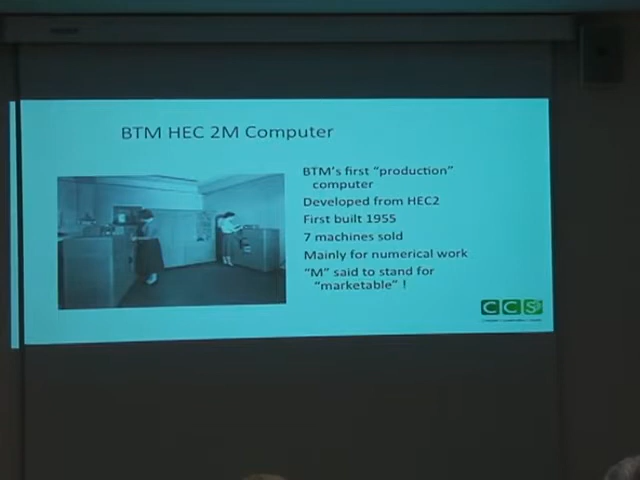 BTM HEC 2M Computer
BTM's first "production"
computer
Developed from HEC2
First built 1955
7 machines sold
Mainly for numerical work
"M" said to stand for
"marketable" !
CCS